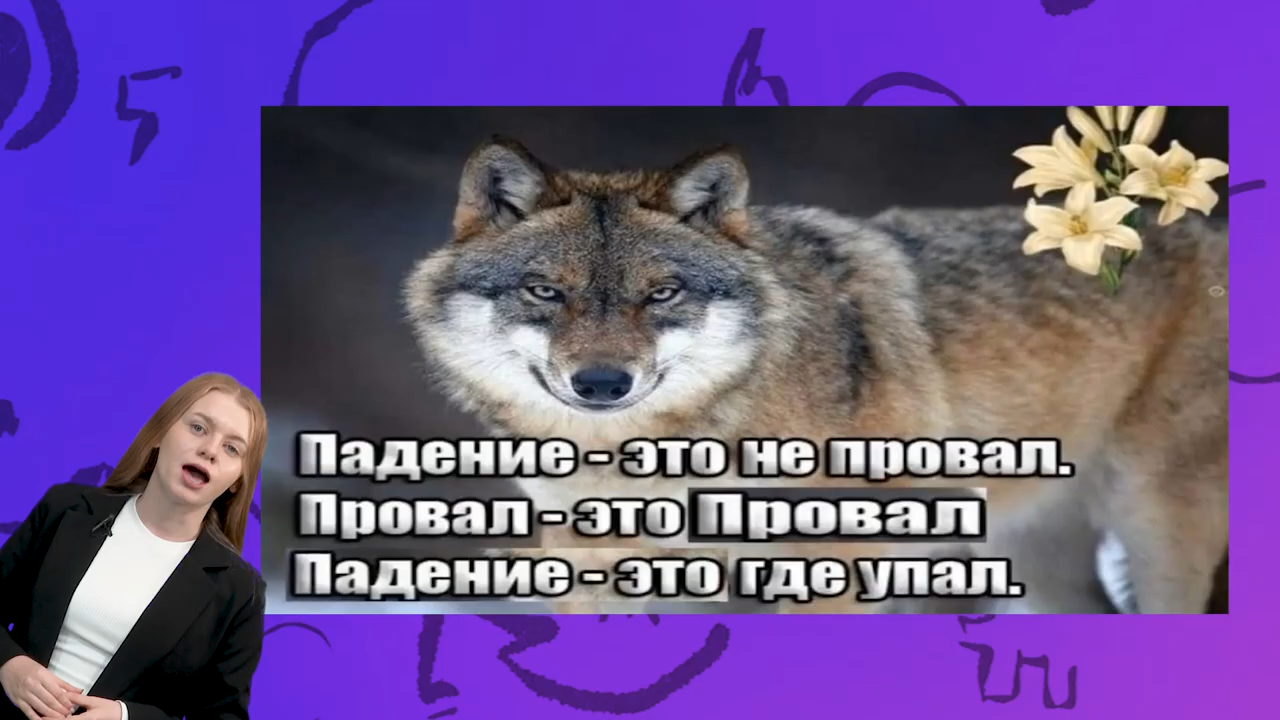 Падение - это не провал.
Провал - это Провал
Падение - это где упал.